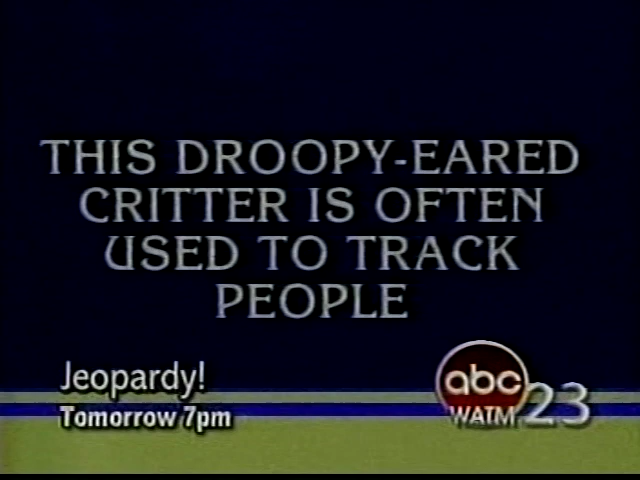 THIS DROOPY-EARED
CRITTER IS OFTEN
USED TO TRACK
PEOPLE
Jeopardy!
Tomorrow 7pm
abc
WATM 23